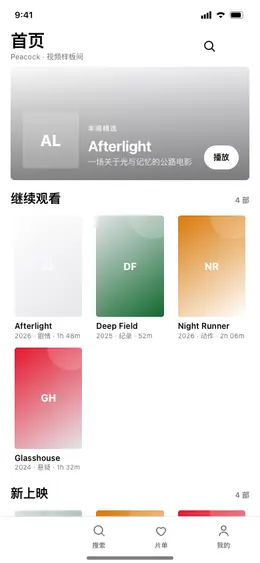 9:41
首页
Peacock · 视频样板间
AL
本周精选
Afterlight
一场关于光与记忆的公路电影
播放
继续观看
4 部
DF
NR
Afterlight
2026 · 剧情 · 1h 48m
Deep Field
2025 · 纪录 · 52m
Night Runner
2026 · 动作 · 2h 06m
GH
Glasshouse
2024 · 悬疑 · 1h 32m
新上映
4 部
搜索
片单
我的